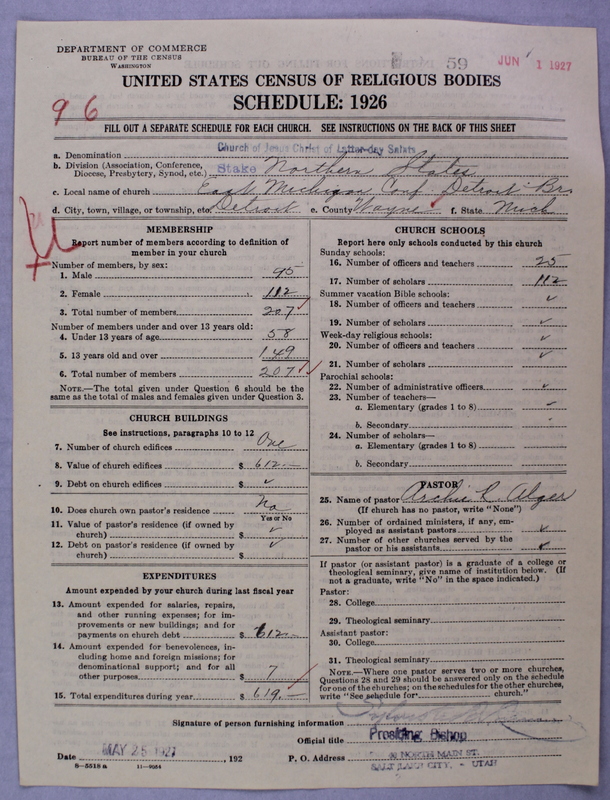 DEPARTMENT OF COMMERCE
BUREAU OF THE CENSUS
WASHINGTON
59
JUN 1 1927
UNITED STATES CENSUS OF RELIGIOUS BODIES
SCHEDULE: 1926
96
FILL OUT A SEPARATE SCHEDULE FOR EACH CHURCH. SEE INSTRUCTIONS ON THE BACK OF THIS SHEET
a. Denomination Church of Jesus Christ of Latter-day Saints
b. Division (Association, Conference, Diocese, Presbytery, Synod, etc.) Stake Northern States
c. Local name of church East Michigan Conf Detroit Br
d. City, town, village, or township, etc. Detroit e. County Wayne f. State Mich
MEMBERSHIP
Report number of members according to definition of
member in your church
Number of members, by sex:
1. Male 95
2. Female 112
3. Total number of members 207
Number of members under and over 13 years old:
4. Under 13 years of age 58
5. 13 years old and over 149
6. Total number of members 207
NOTE.—The total given under Question 6 should be the
same as the total of males and females given under Question 3.
CHURCH BUILDINGS
See instructions, paragraphs 10 to 12
7. Number of church edifices One
8. Value of church edifices $ 612.—
9. Debt on church edifices $ ✓
10. Does church own pastor's residence No
Yes or No
11. Value of pastor's residence (if owned by
church) $ ✓
12. Debt on pastor's residence (if owned by
church) $ ✓
EXPENDITURES
Amount expended by your church during last fiscal year
13. Amount expended for salaries, repairs,
and other running expenses; for im-
provements or new buildings; and for
payments on church debt $ 612.—
14. Amount expended for benevolences, in-
cluding home and foreign missions; for
denominational support; and for all
other purposes $ 7
15. Total expenditures during year $ 619.—
CHURCH SCHOOLS
Report here only schools conducted by this church
Sunday schools:
16. Number of officers and teachers 25
17. Number of scholars 112
Summer vacation Bible schools:
18. Number of officers and teachers ✓
19. Number of scholars ✓
Week-day religious schools:
20. Number of officers and teachers ✓
21. Number of scholars ✓
Parochial schools:
22. Number of administrative officers ✓
23. Number of teachers—
a. Elementary (grades 1 to 8) ✓
b. Secondary
24. Number of scholars—
a. Elementary (grades 1 to 8)
b. Secondary
PASTOR
25. Name of pastor Archie R. Alger
(If church has no pastor, write "None")
26. Number of ordained ministers, if any, em-
ployed as assistant pastors ✓
27. Number of other churches served by the
pastor or his assistants ✓
If pastor (or assistant pastor) is a graduate of a college or
theological seminary, give name of institution below. (If
not a graduate, write "No" in the space indicated.)
Pastor:
28. College
29. Theological seminary
Assistant pastor:
30. College
31. Theological seminary
NOTE.—Where one pastor serves two or more churches,
Questions 28 and 29 should be answered only on the schedule
for one of the churches; on the schedules for the other churches,
write "See schedule for church."
Signature of person furnishing information
Official title Presiding Bishop
Date MAY 25 1927, 192 P. O. Address NORTH MAIN ST.
SALT LAKE CITY, - UTAH
8—5518 a 11—9054